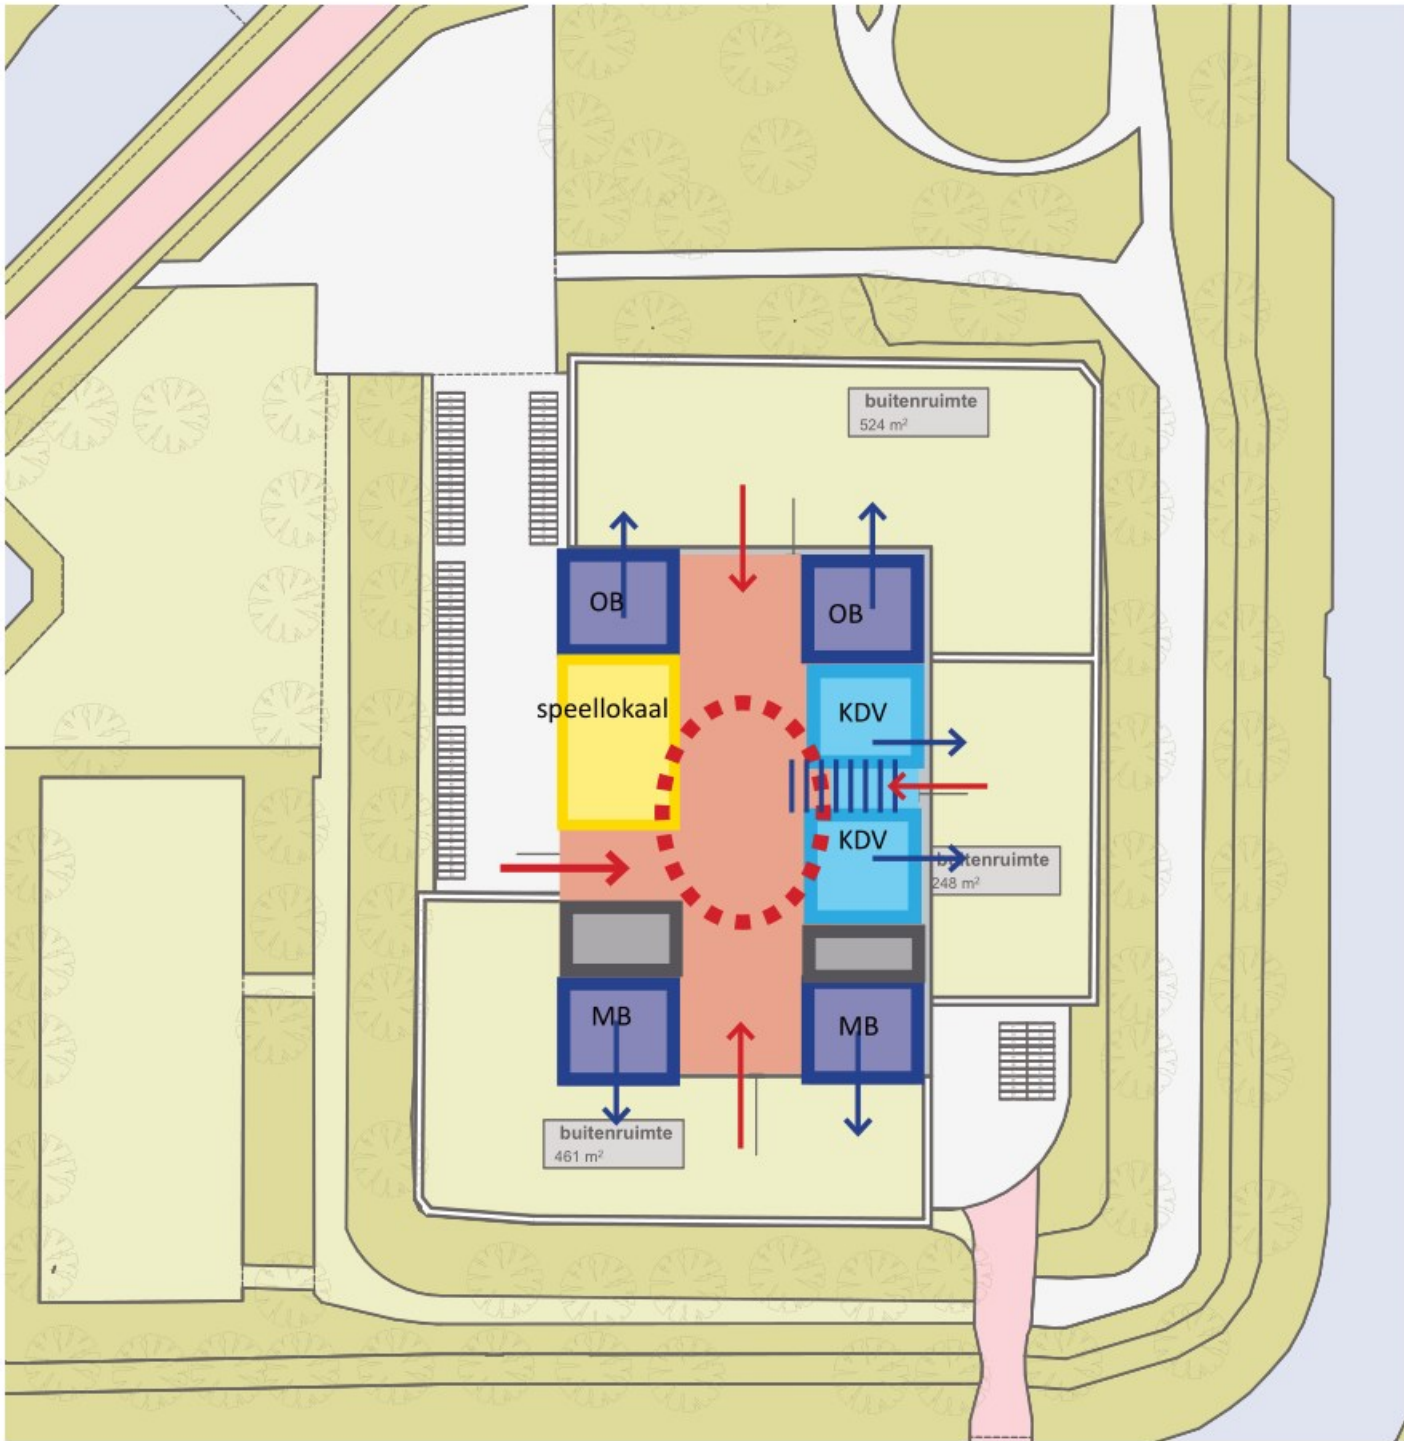 buitenruimte
524 m²
OB
OB
speellokaal
KDV
KDV
buitenruimte
248 m²
MB
MB
buitenruimte
461 m²